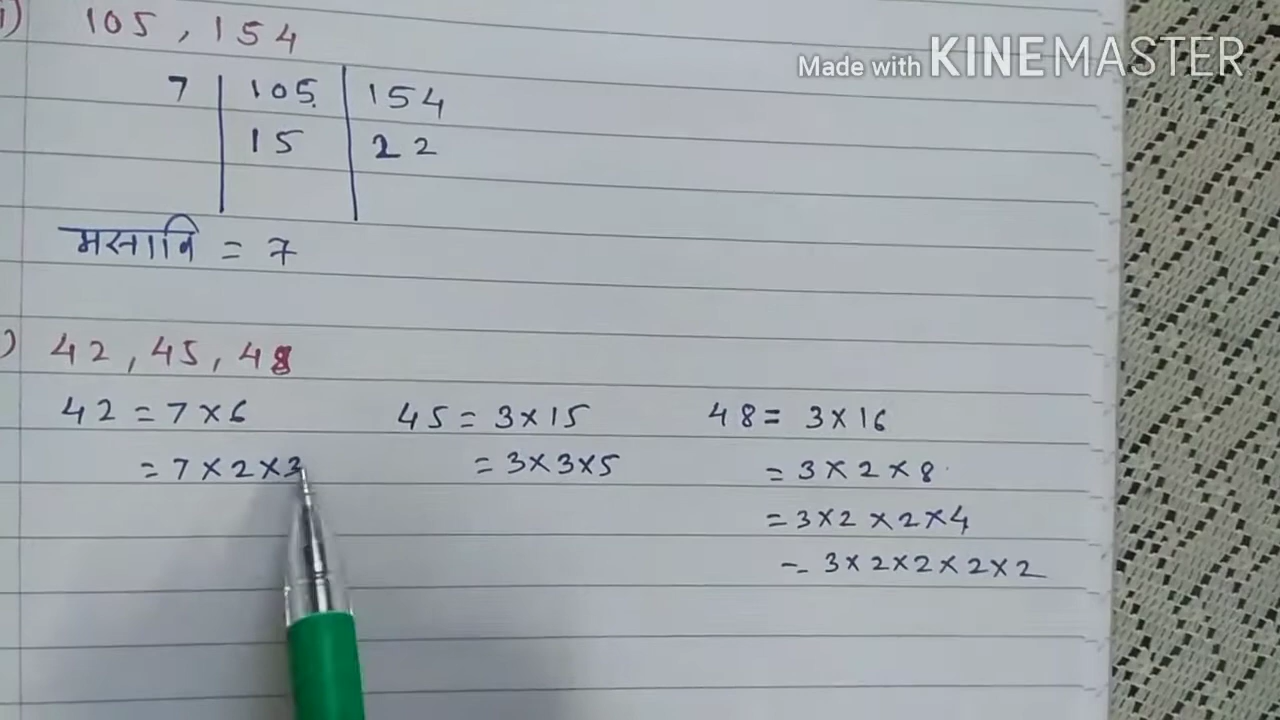 i) 105, 154
Made with KINEMASTER
7 | 105 | 154
15 | 22
मसावि = 7
) 42, 45, 48
42 = 7 × 6 45 = 3 × 15 48 = 3 × 16
= 7 × 2 × 3 = 3 × 3 × 5 = 3 × 2 × 8
= 3 × 2 × 2 × 4
= 3 × 2 × 2 × 2 × 2